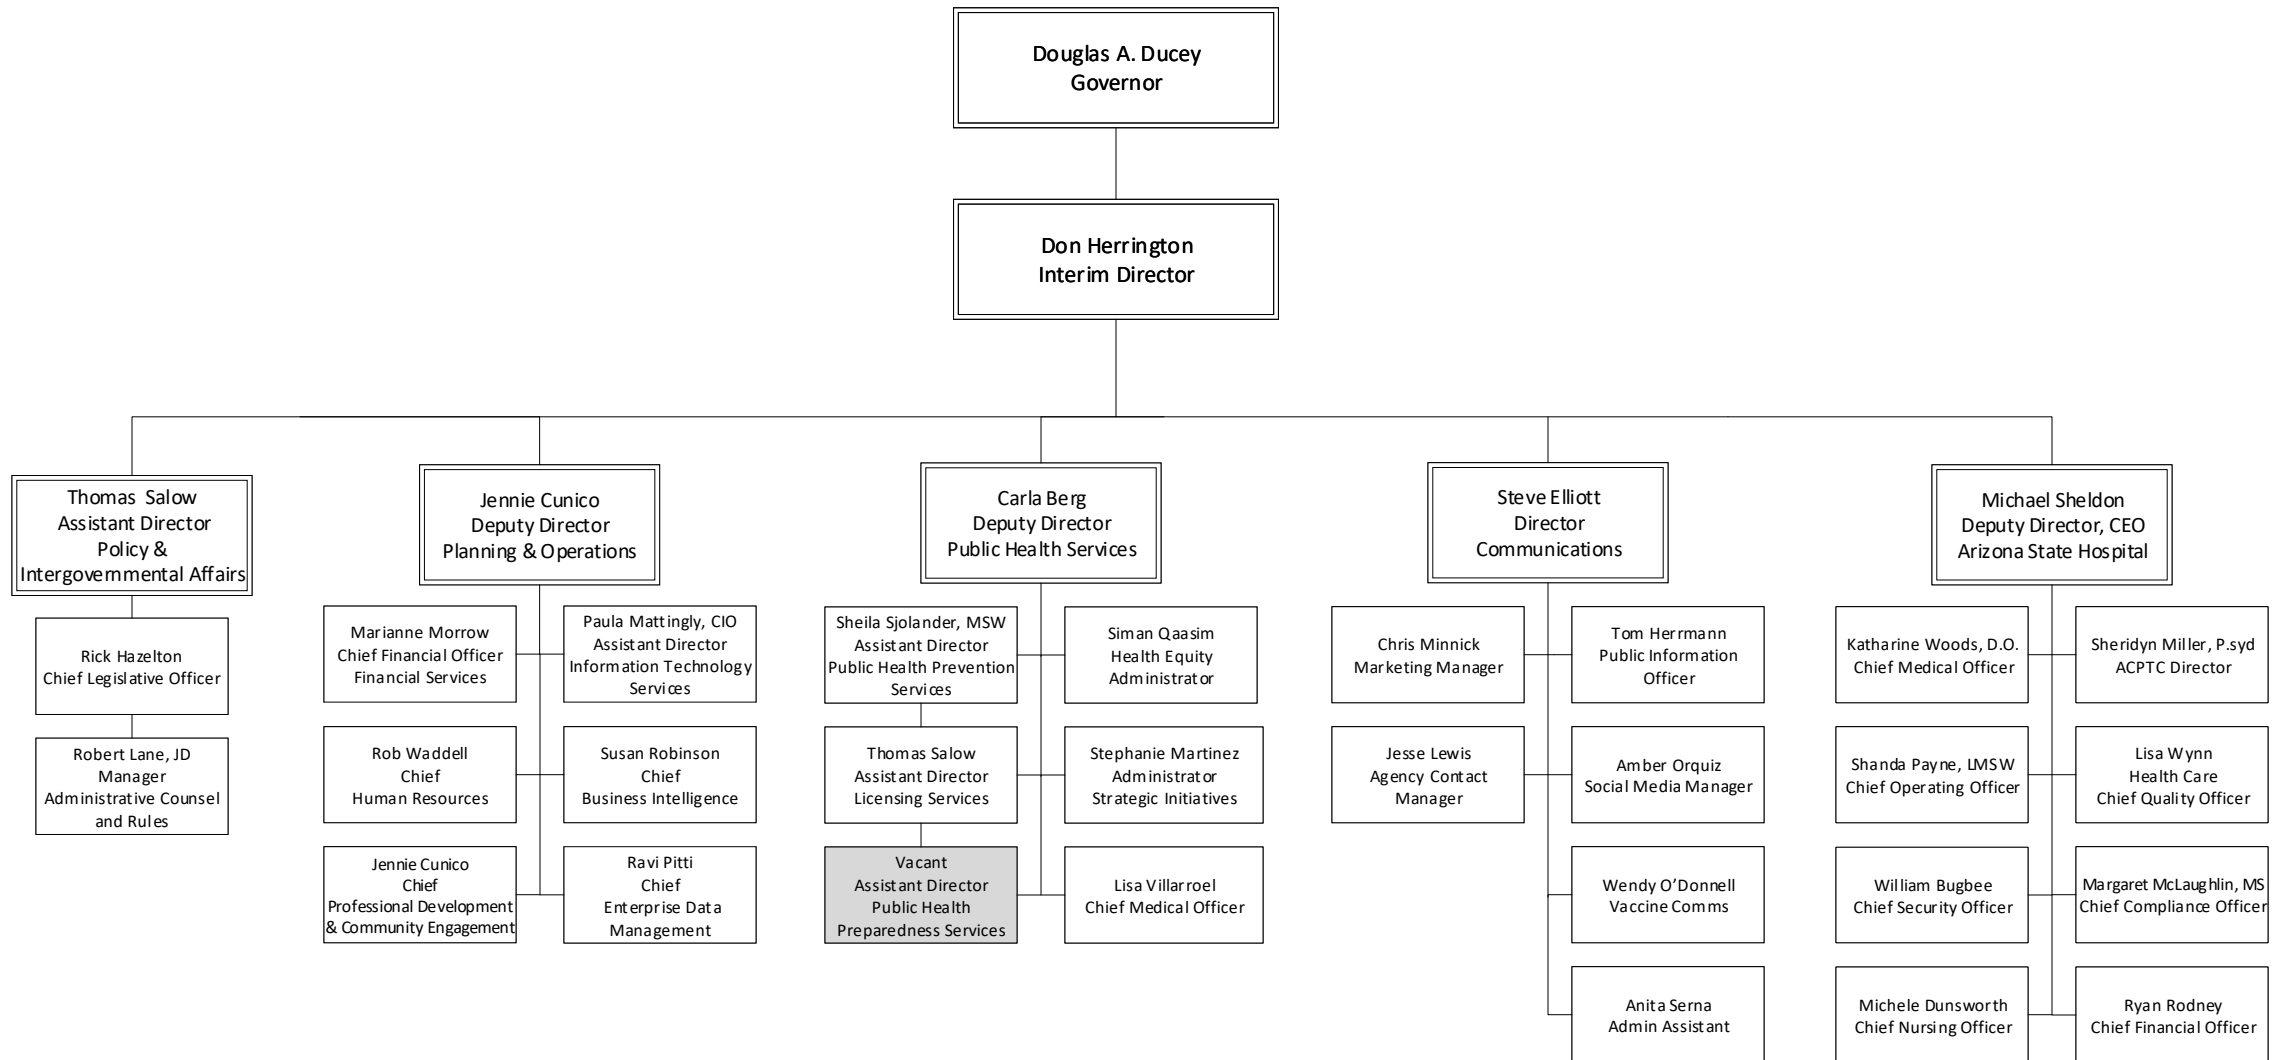 Douglas A. Ducey
Governor
Don Herrington
Interim Director
Thomas Salow
Assistant Director
Policy &
Intergovernmental Affairs
Rick Hazelton
Chief Legislative Officer
Robert Lane, JD
Manager
Administrative Counsel
and Rules
Jennie Cunico
Deputy Director
Planning & Operations
Marianne Morrow
Chief Financial Officer
Financial Services
Paula Mattingly, CIO
Assistant Director
Information Technology
Services
Rob Waddell
Chief
Human Resources
Susan Robinson
Chief
Business Intelligence
Jennie Cunico
Chief
Professional Development
& Community Engagement
Ravi Pitti
Chief
Enterprise Data
Management
Carla Berg
Deputy Director
Public Health Services
Sheila Sjolander, MSW
Assistant Director
Public Health Prevention
Services
Siman Qaasim
Health Equity
Administrator
Thomas Salow
Assistant Director
Licensing Services
Stephanie Martinez
Administrator
Strategic Initiatives
Vacant
Assistant Director
Public Health
Preparedness Services
Lisa Villarroel
Chief Medical Officer
Steve Elliott
Director
Communications
Chris Minnick
Marketing Manager
Tom Herrmann
Public Information
Officer
Jesse Lewis
Agency Contact
Manager
Amber Orquiz
Social Media Manager
Wendy O’Donnell
Vaccine Comms
Anita Serna
Admin Assistant
Michael Sheldon
Deputy Director, CEO
Arizona State Hospital
Katharine Woods, D.O.
Chief Medical Officer
Sheridyn Miller, P.syd
ACPTC Director
Shanda Payne, LMSW
Chief Operating Officer
Lisa Wynn
Health Care
Chief Quality Officer
William Bugbee
Chief Security Officer
Margaret McLaughlin, MS
Chief Compliance Officer
Michele Dunsworth
Chief Nursing Officer
Ryan Rodney
Chief Financial Officer